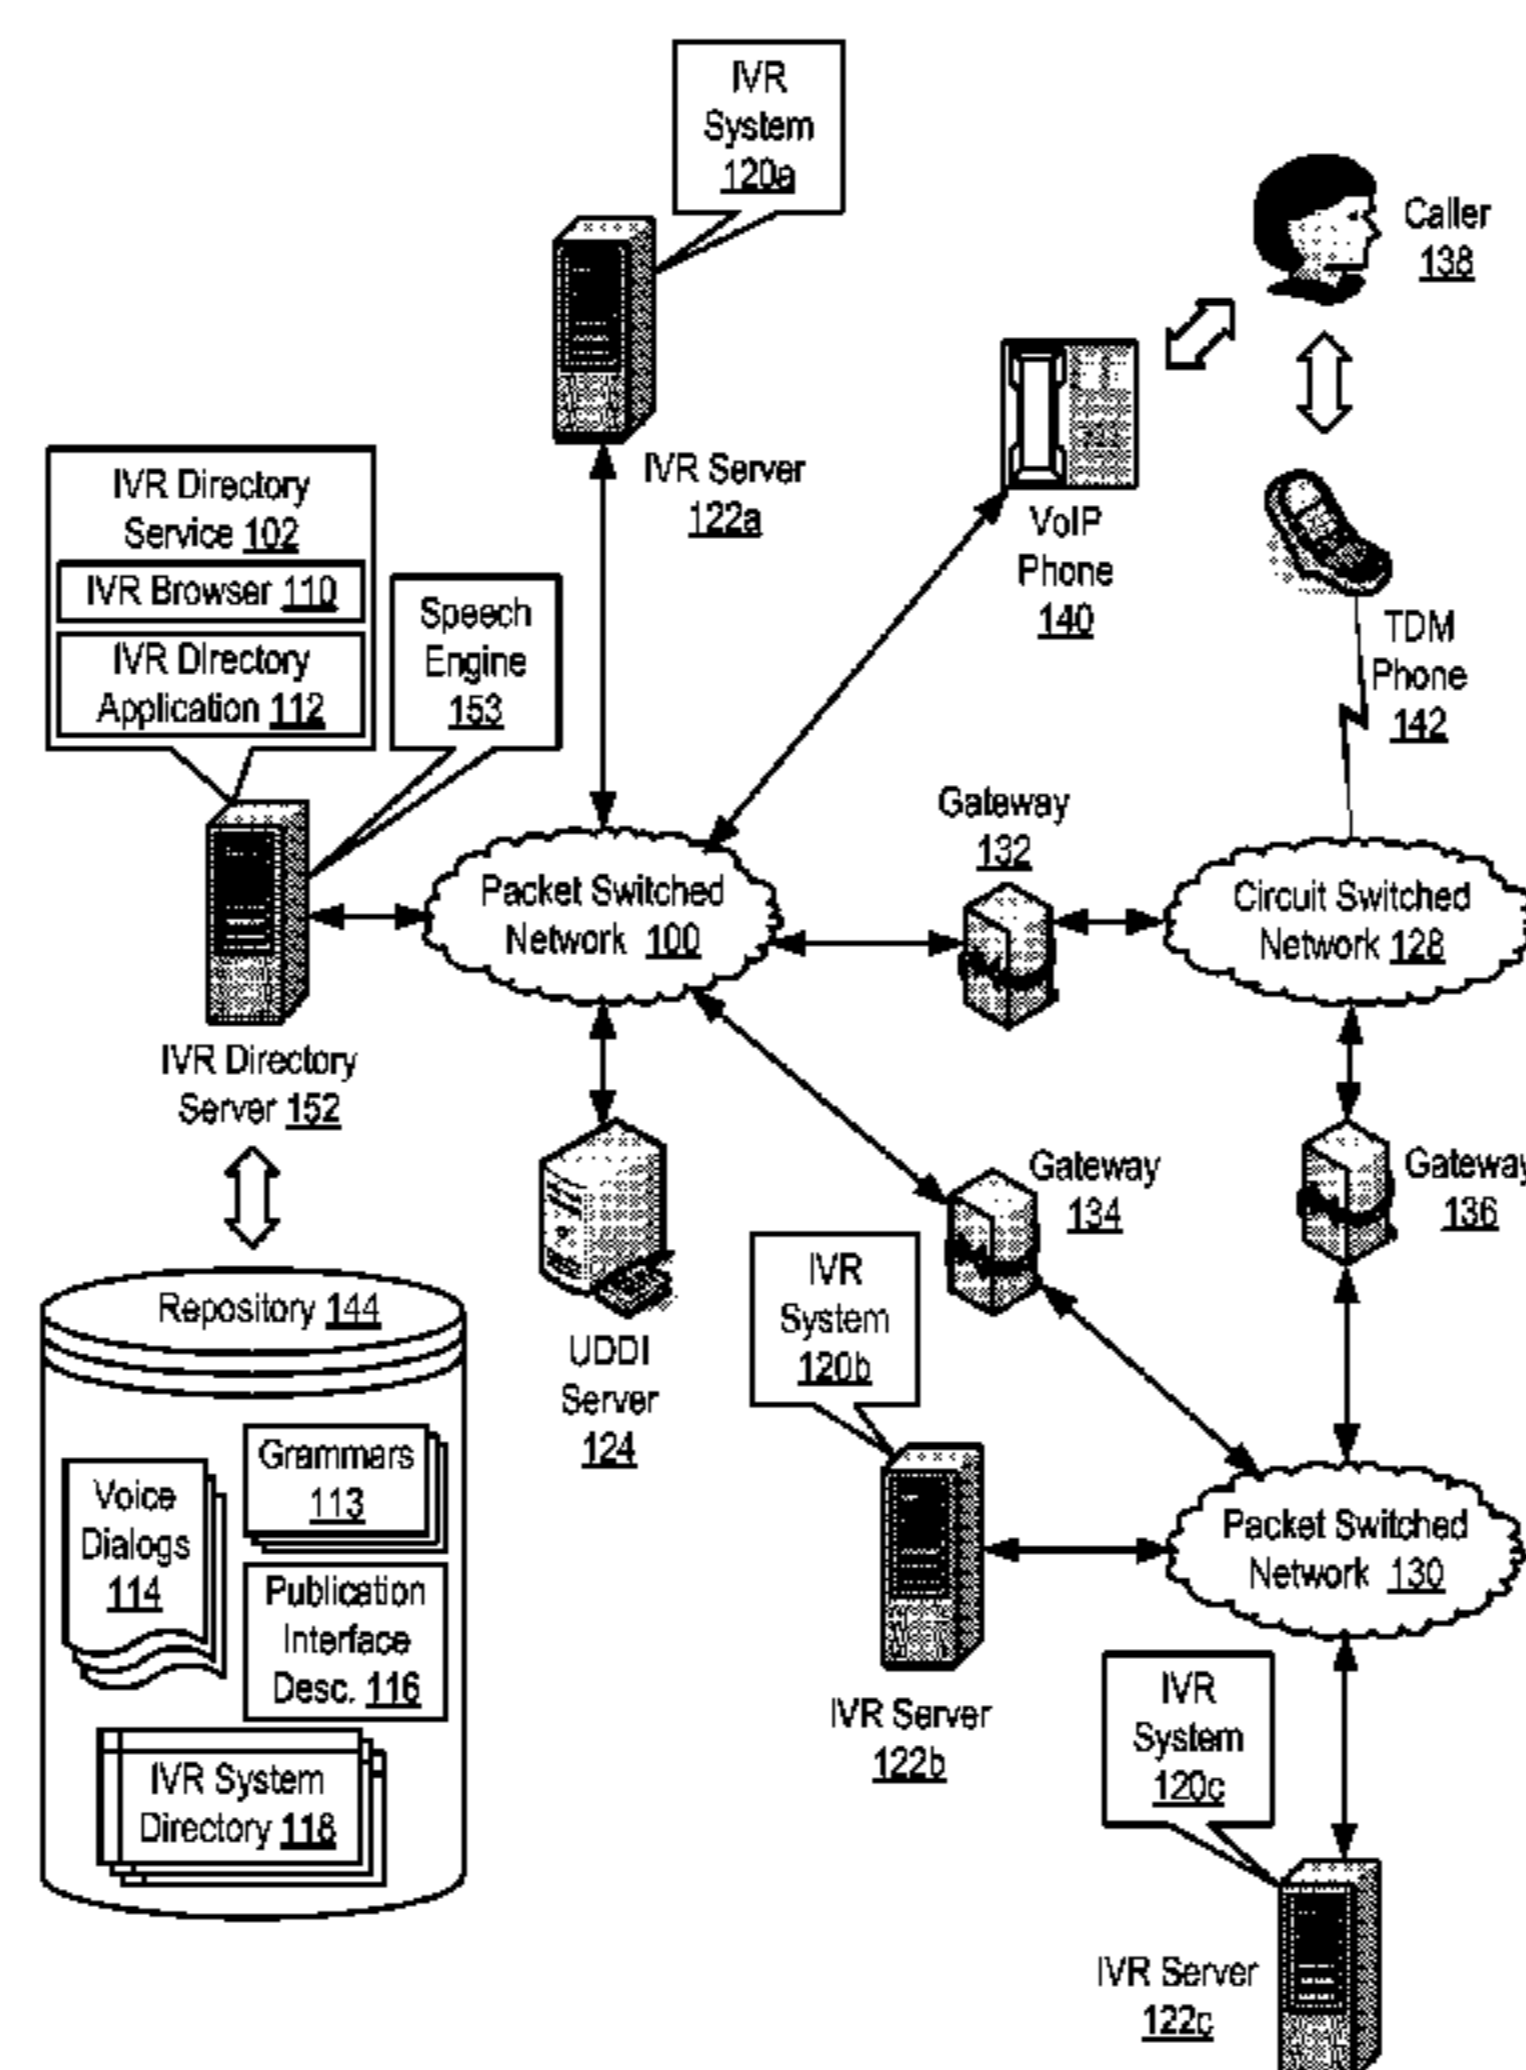 IVR
System
120a
Caller
138
IVR Server
122a
VoIP
Phone
140
TDM
Phone
142
IVR Directory
Service 102
IVR Browser 110
IVR Directory
Application 112
Speech
Engine
153
Gateway
132
Packet Switched
Network 100
Circuit Switched
Network 128
IVR Directory
Server 152
Gateway
134
Gateway
136
UDDI
Server
124
IVR
System
120b
Repository 144
Grammars
113
Voice
Dialogs
114
Publication
Interface
Desc. 116
IVR System
Directory 118
Packet Switched
Network 130
IVR Server
122b
IVR
System
120c
IVR Server
122c